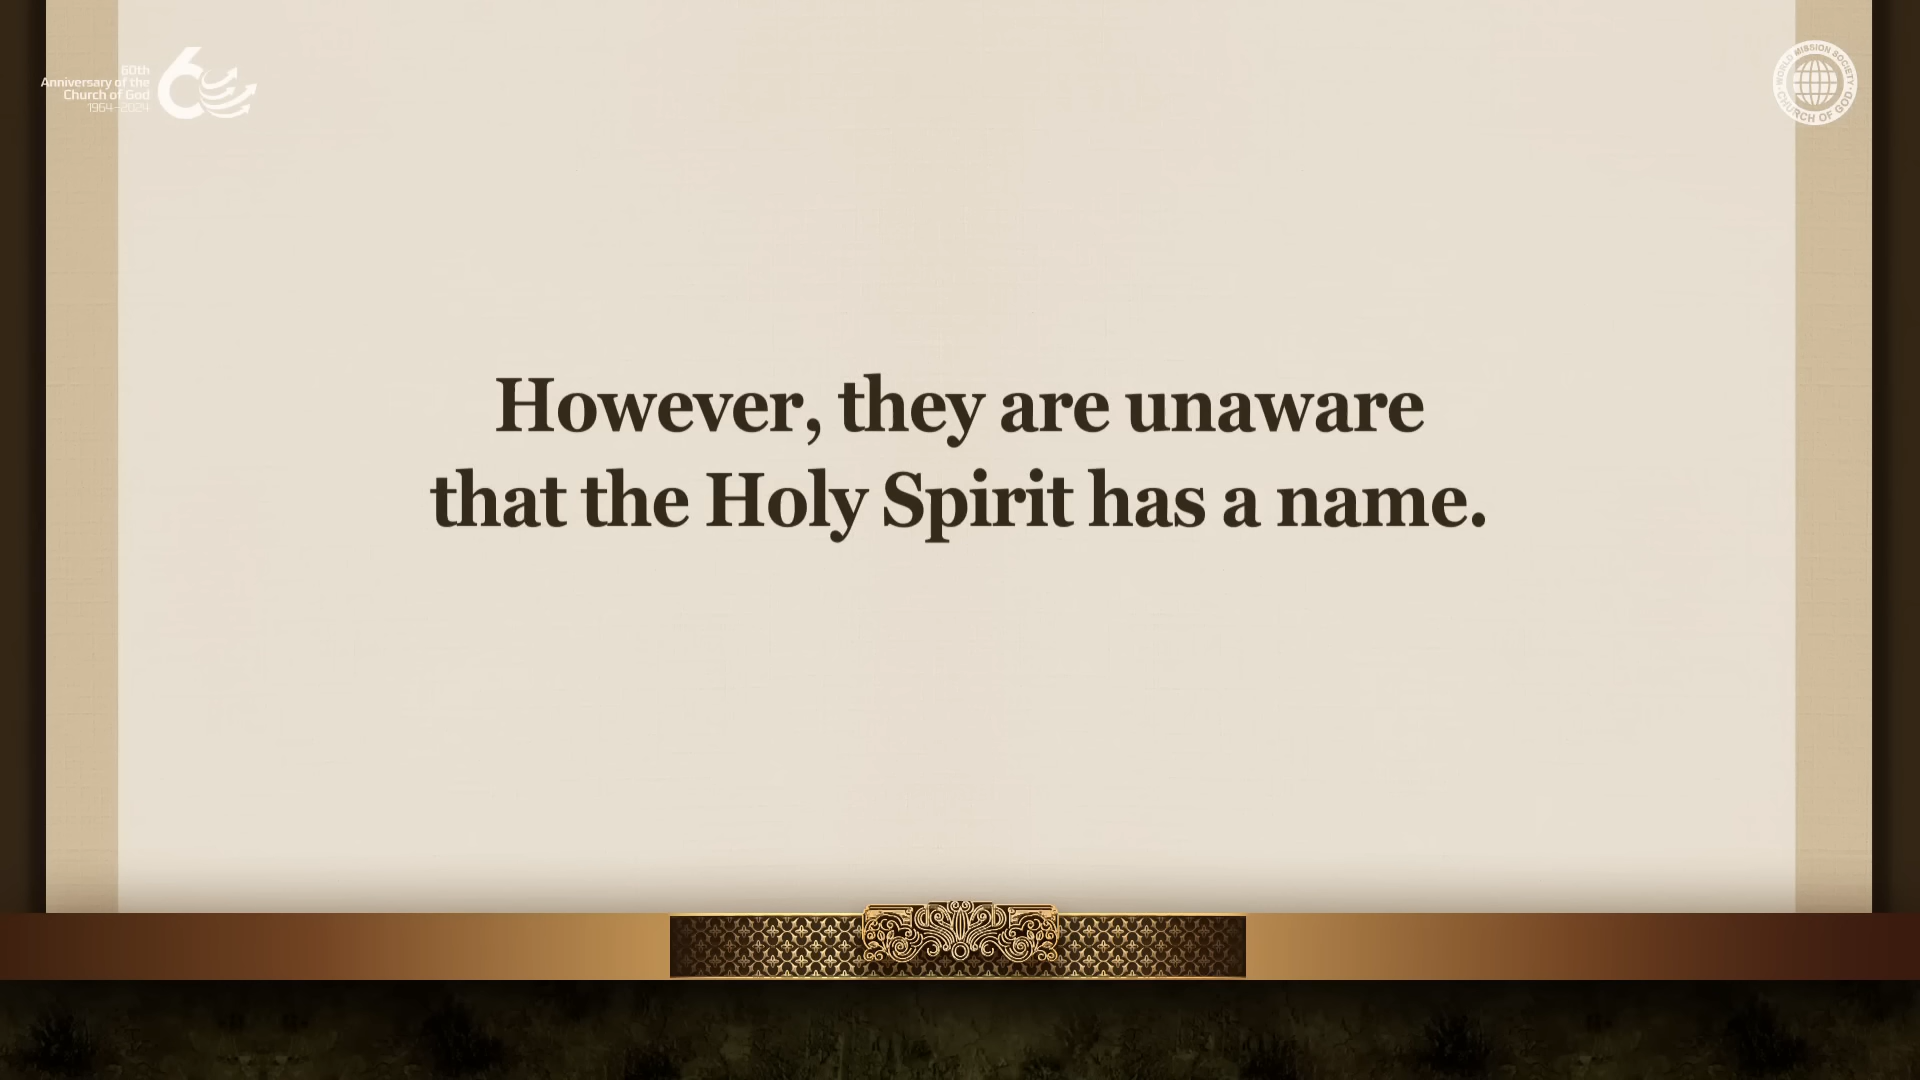 60th
Anniversary of the
Church of God
1964-2024
WORLD MISSION SOCIETY
CHURCH OF GOD
However, they are unaware
that the Holy Spirit has a name.